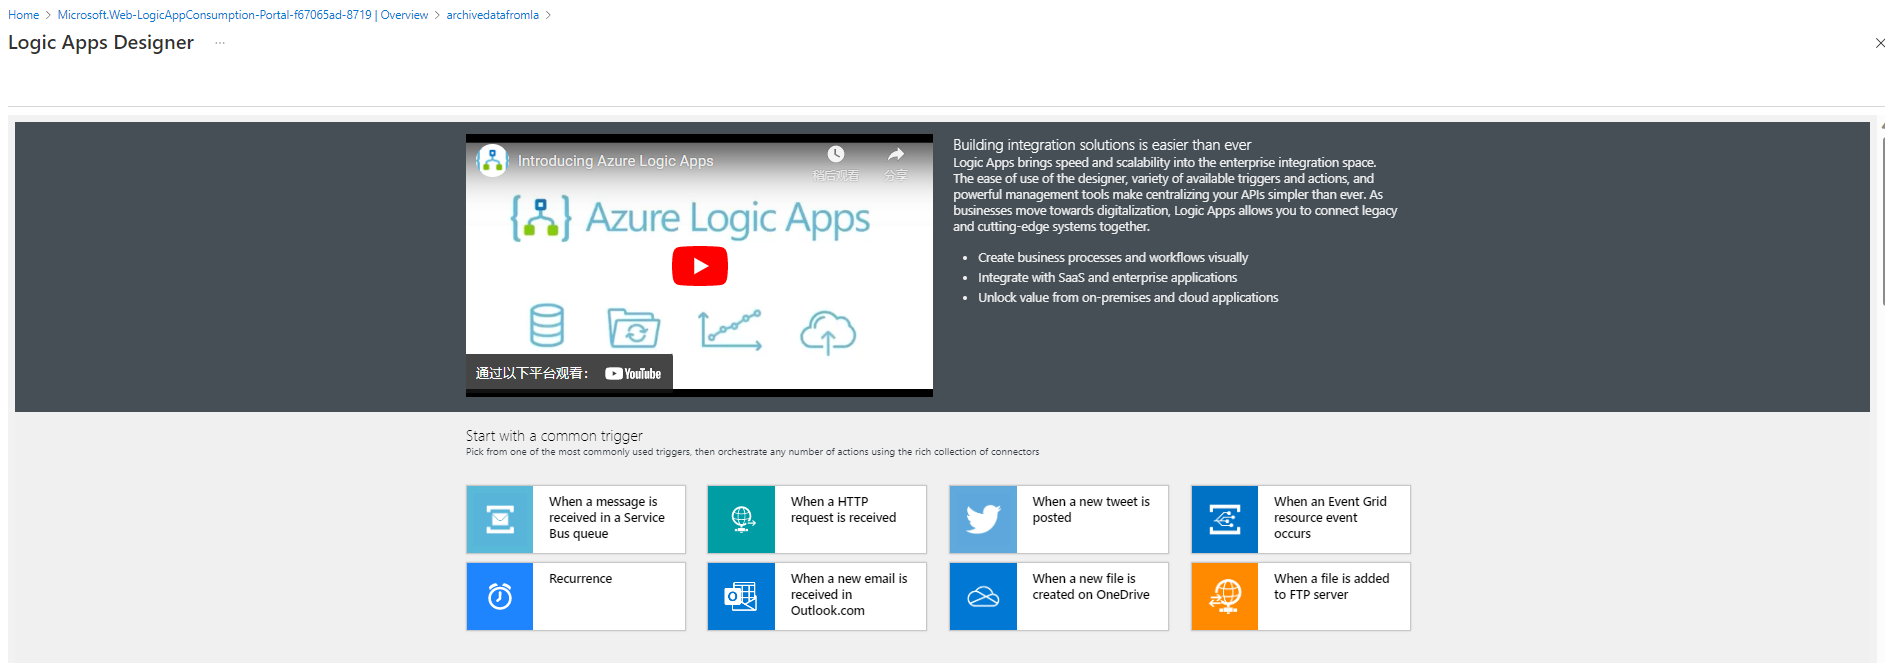 Home > Microsoft.Web-LogicAppConsumption-Portal-f67065ad-8719 | Overview > archivedatafromla >
Logic Apps Designer ...
Introducing Azure Logic Apps
稍后观看
分享
Azure Logic Apps
通过以下平台观看： YouTube
Building integration solutions is easier than ever
Logic Apps brings speed and scalability into the enterprise integration space.
The ease of use of the designer, variety of available triggers and actions, and
powerful management tools make centralizing your APIs simpler than ever. As
businesses move towards digitalization, Logic Apps allows you to connect legacy
and cutting-edge systems together.
• Create business processes and workflows visually
• Integrate with SaaS and enterprise applications
• Unlock value from on-premises and cloud applications
Start with a common trigger
Pick from one of the most commonly used triggers, then orchestrate any number of actions using the rich collection of connectors
When a message is
received in a Service
Bus queue
When a HTTP
request is received
When a new tweet is
posted
When an Event Grid
resource event
occurs
Recurrence
When a new email is
received in
Outlook.com
When a new file is
created on OneDrive
When a file is added
to FTP server